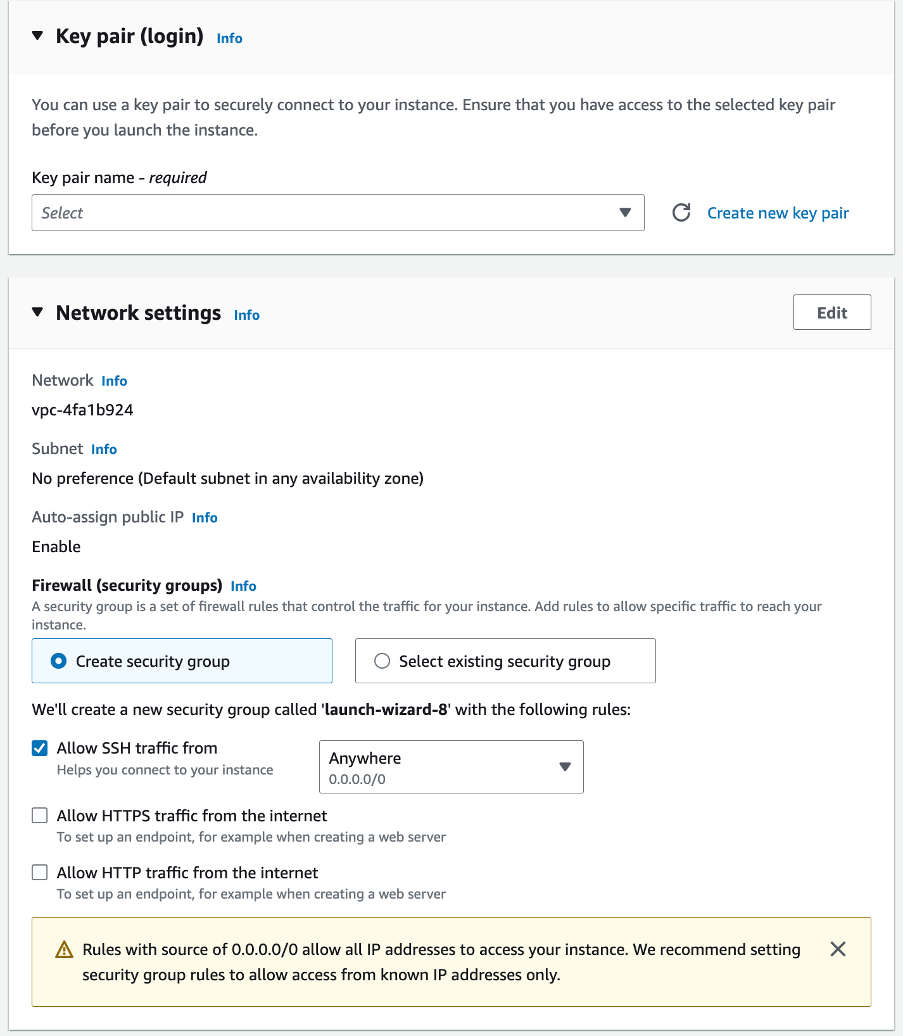 Key pair (login) Info
You can use a key pair to securely connect to your instance. Ensure that you have access to the selected key pair
before you launch the instance.
Key pair name - required
Select
Create new key pair
Network settings Info
Edit
Network Info
vpc-4fa1b924
Subnet Info
No preference (Default subnet in any availability zone)
Auto-assign public IP Info
Enable
Firewall (security groups) Info
A security group is a set of firewall rules that control the traffic for your instance. Add rules to allow specific traffic to reach your
instance.
Create security group
Select existing security group
We'll create a new security group called 'launch-wizard-8' with the following rules:
Allow SSH traffic from
Helps you connect to your instance
Anywhere
0.0.0.0/0
Allow HTTPS traffic from the internet
To set up an endpoint, for example when creating a web server
Allow HTTP traffic from the internet
To set up an endpoint, for example when creating a web server
Rules with source of 0.0.0.0/0 allow all IP addresses to access your instance. We recommend setting
security group rules to allow access from known IP addresses only.